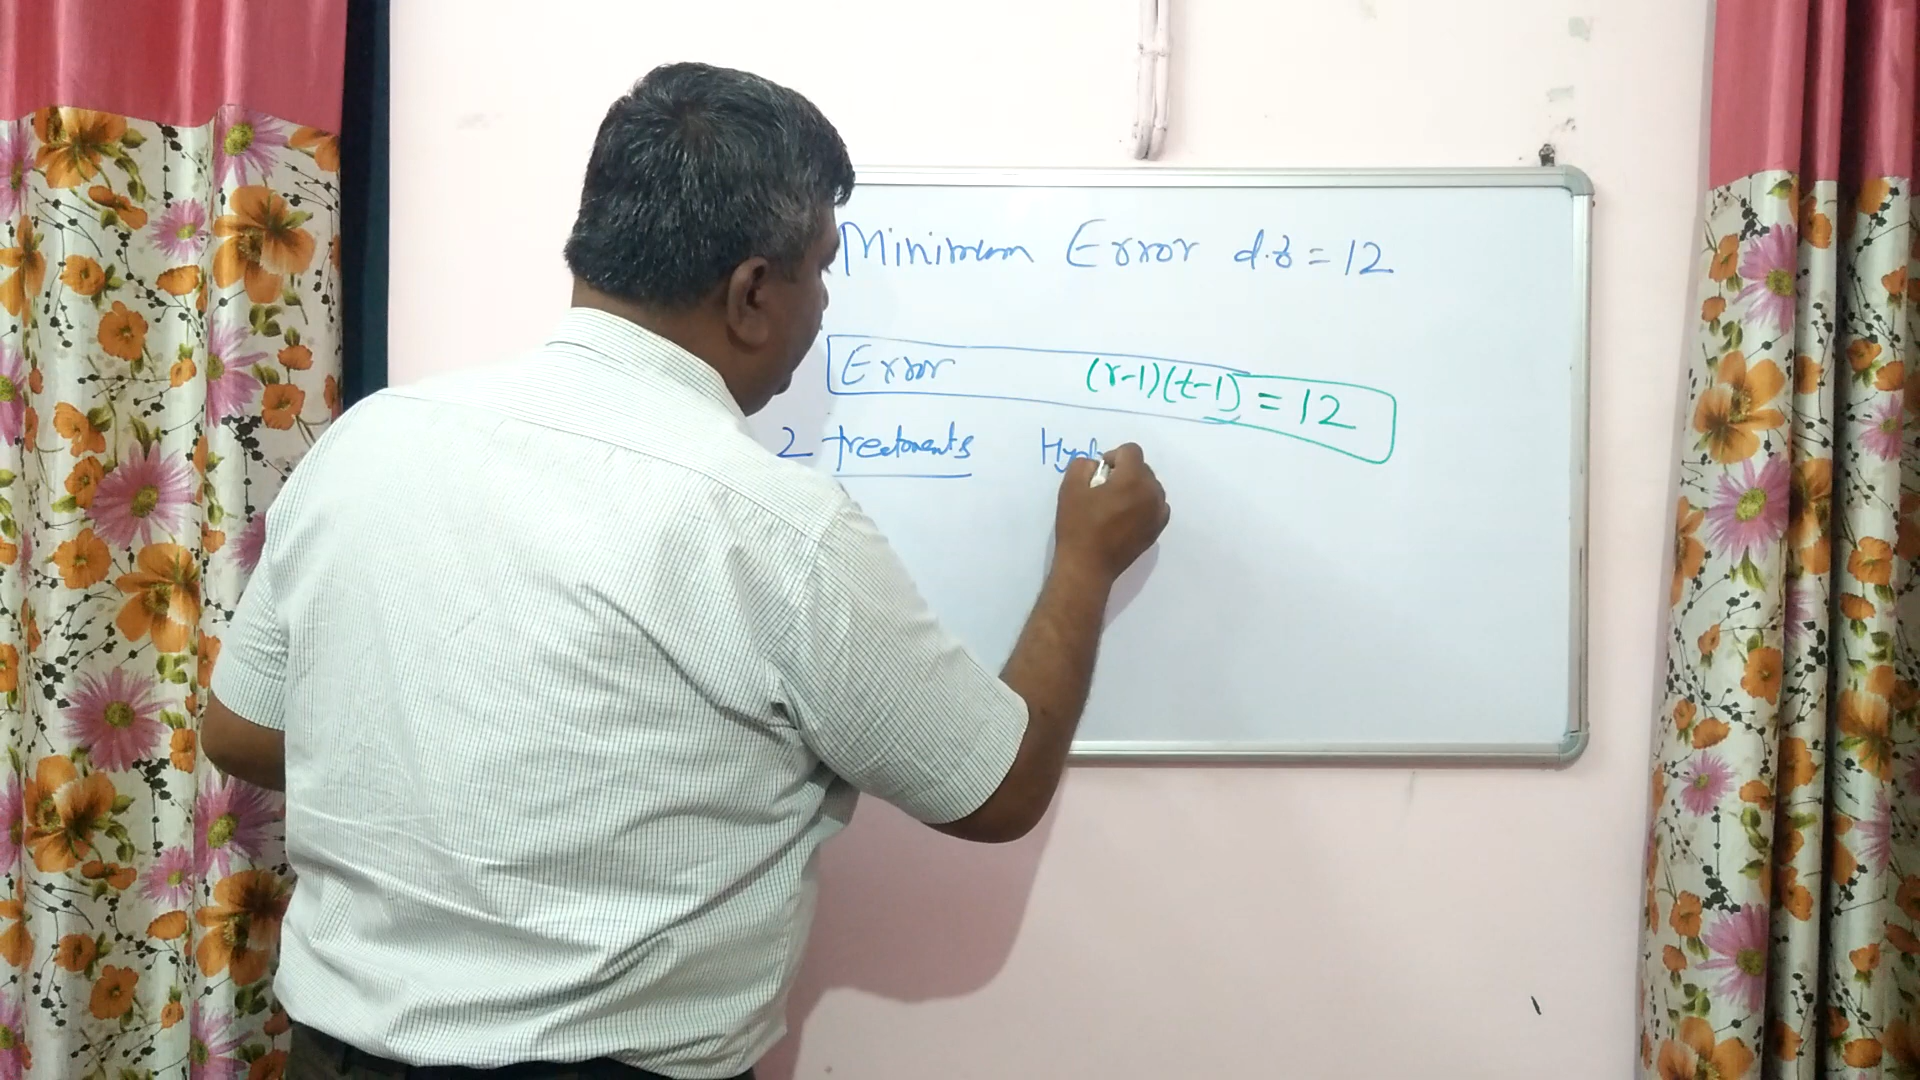 Minimum Error d.f = 12
Error (r-1)(t-1) = 12
2 treatments